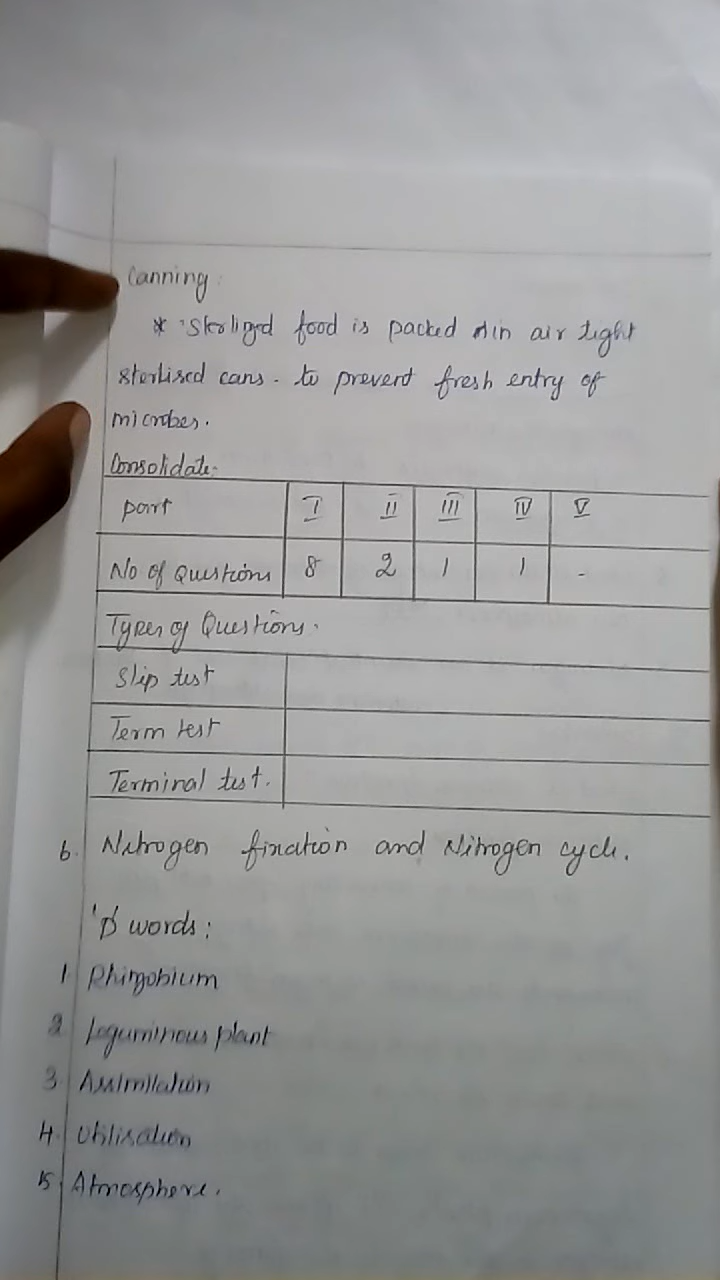 Canning:
* Sterlized food is packed in air tight
sterlised cans. to prevent fresh entry of
microbes.
Consolidate:
part I II III IV V
No of Questions 8 2 1 1 -
Types of Questions.
Slip test
Term test
Terminal test.
6. Nitrogen fixation and Nitrogen cycle.
'D' words:
1 Rhizobium
2 Leguminous plant
3. Assimilation
4. Utilisation
5. Atmosphere.